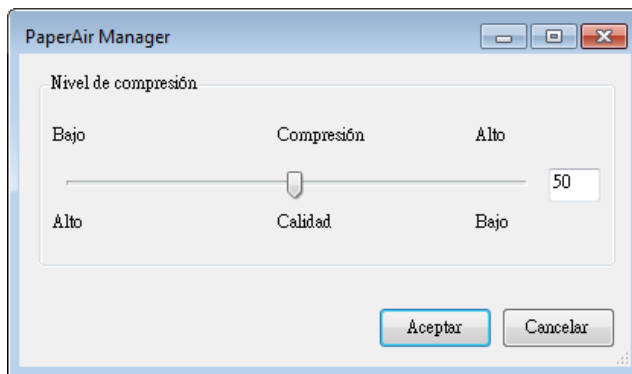 PaperAir Manager
Nivel de compresión
Bajo Compresión Alto
50
Alto Calidad Bajo
Aceptar Cancelar